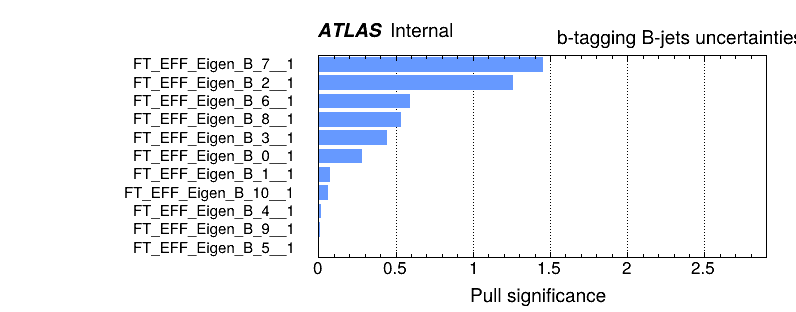 ATLAS Internal
b-tagging B-jets uncertainties
FT_EFF_Eigen_B_7__1
FT_EFF_Eigen_B_2__1
FT_EFF_Eigen_B_6__1
FT_EFF_Eigen_B_8__1
FT_EFF_Eigen_B_3__1
FT_EFF_Eigen_B_0__1
FT_EFF_Eigen_B_1__1
FT_EFF_Eigen_B_10__1
FT_EFF_Eigen_B_4__1
FT_EFF_Eigen_B_9__1
FT_EFF_Eigen_B_5__1
0 0.5 1 1.5 2 2.5
Pull significance